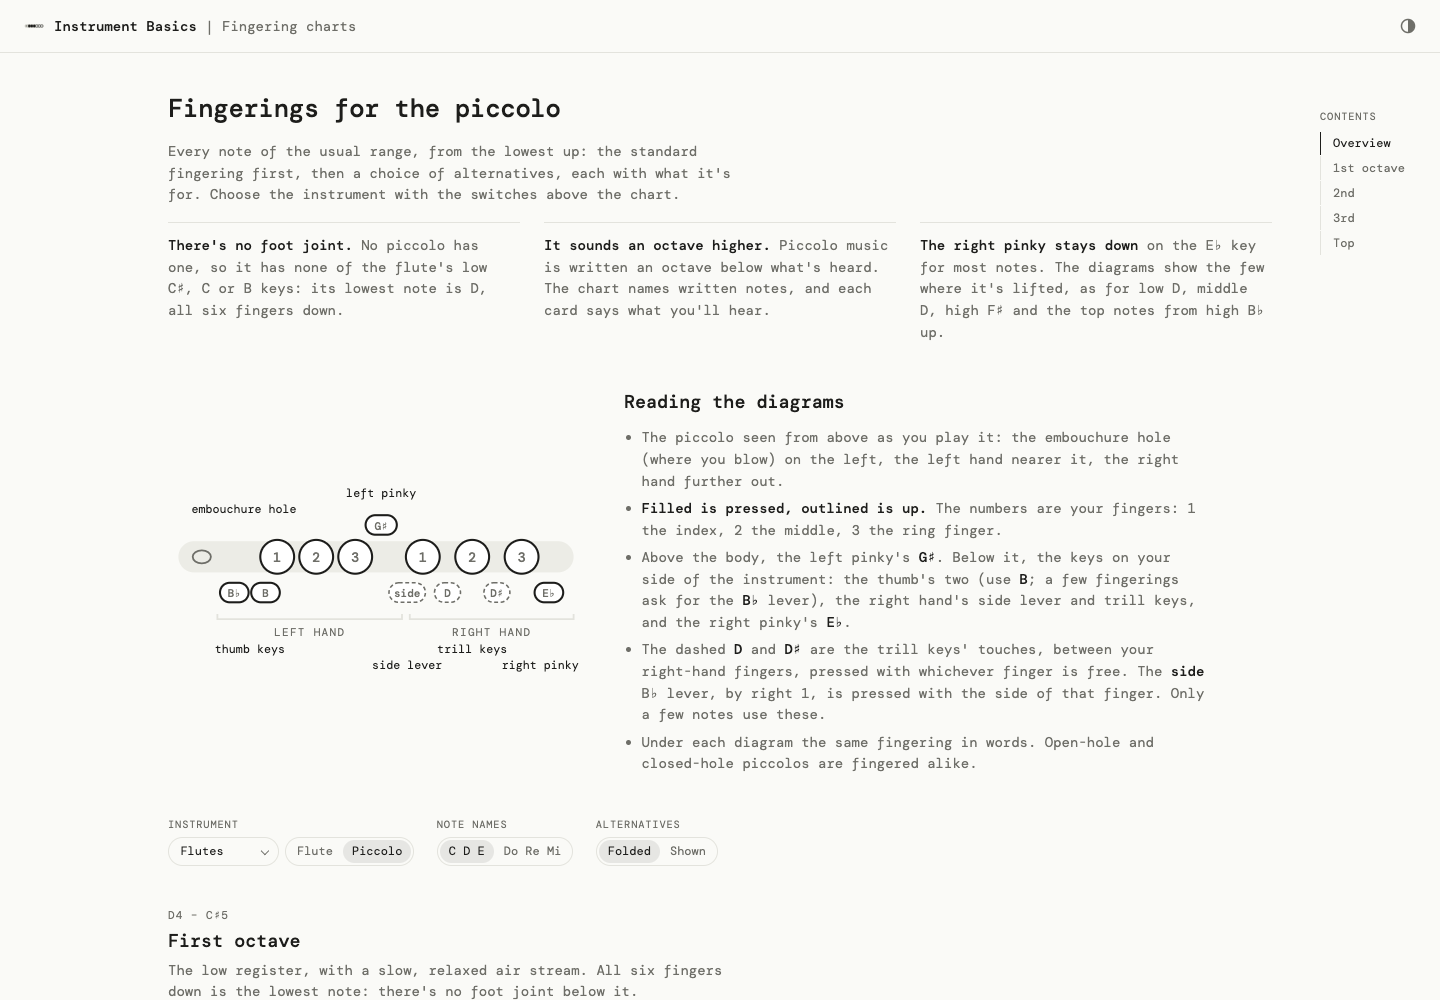 Instrument Basics | Fingering charts
Fingerings for the piccolo
Every note of the usual range, from the lowest up: the standard
fingering first, then a choice of alternatives, each with what it's
for. Choose the instrument with the switches above the chart.
CONTENTS
Overview
1st octave
2nd
3rd
Top
There's no foot joint. No piccolo has
one, so it has none of the flute's low
C♯, C or B keys: its lowest note is D,
all six fingers down.
It sounds an octave higher. Piccolo music
is written an octave below what's heard.
The chart names written notes, and each
card says what you'll hear.
The right pinky stays down on the E♭ key
for most notes. The diagrams show the few
where it's lifted, as for low D, middle
D, high F♯ and the top notes from high B♭
up.
left pinky
embouchure hole
G♯
1 2 3 1 2 3
B♭ B side D D♯ E♭
LEFT HAND RIGHT HAND
thumb keys trill keys
side lever right pinky
Reading the diagrams
• The piccolo seen from above as you play it: the embouchure hole
(where you blow) on the left, the left hand nearer it, the right
hand further out.
• Filled is pressed, outlined is up. The numbers are your fingers: 1
the index, 2 the middle, 3 the ring finger.
• Above the body, the left pinky's G♯. Below it, the keys on your
side of the instrument: the thumb's two (use B; a few fingerings
ask for the B♭ lever), the right hand's side lever and trill keys,
and the right pinky's E♭.
• The dashed D and D♯ are the trill keys' touches, between your
right-hand fingers, pressed with whichever finger is free. The side
B♭ lever, by right 1, is pressed with the side of that finger. Only
a few notes use these.
• Under each diagram the same fingering in words. Open-hole and
closed-hole piccolos are fingered alike.
INSTRUMENT NOTE NAMES ALTERNATIVES
Flutes Flute Piccolo C D E Do Re Mi Folded Shown
D4 – C♯5
First octave
The low register, with a slow, relaxed air stream. All six fingers
down is the lowest note: there's no foot joint below it.